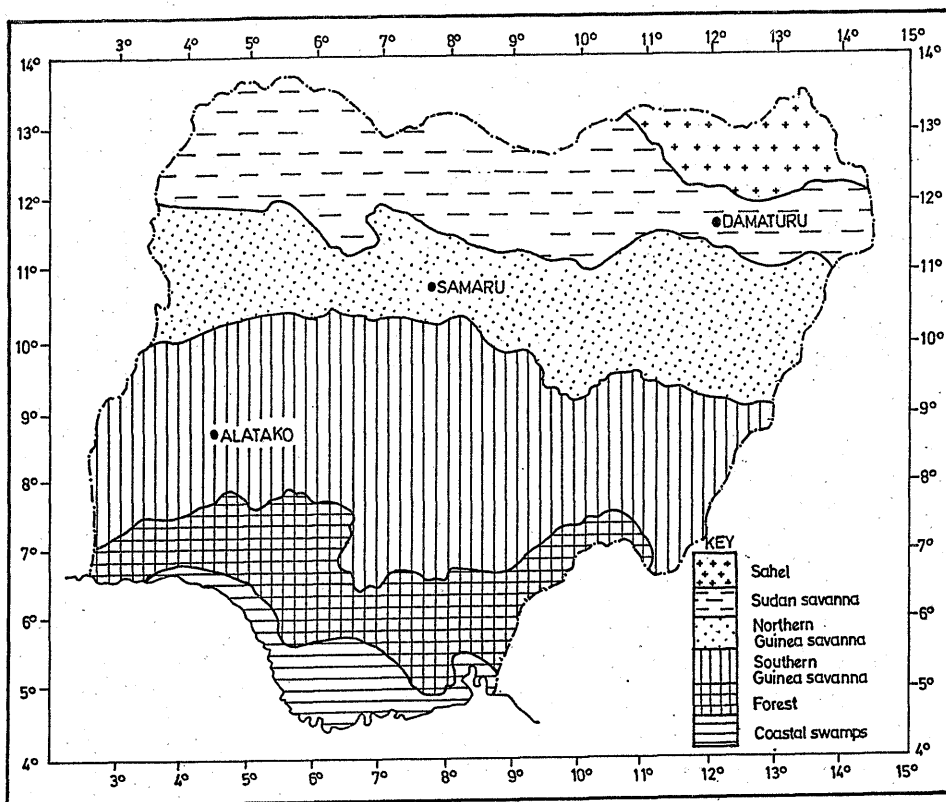 3° 4° 5° 6° 7° 8° 9° 10° 11° 12° 13° 14° 15°
14° 14°
13° 13°
12° 12°
DAMATURU
11° 11°
SAMARU
10° 10°
9° 9°
ALATAKO
8° 8°
7° 7°
KEY
Sahel
6° 6°
Sudan savanna
Northern
Guinea savanna
Southern
5° Guinea savanna 5°
Forest
Coastal swamps
4° 4°
3° 4° 5° 6° 7° 8° 9° 10° 11° 12° 13° 14° 15°